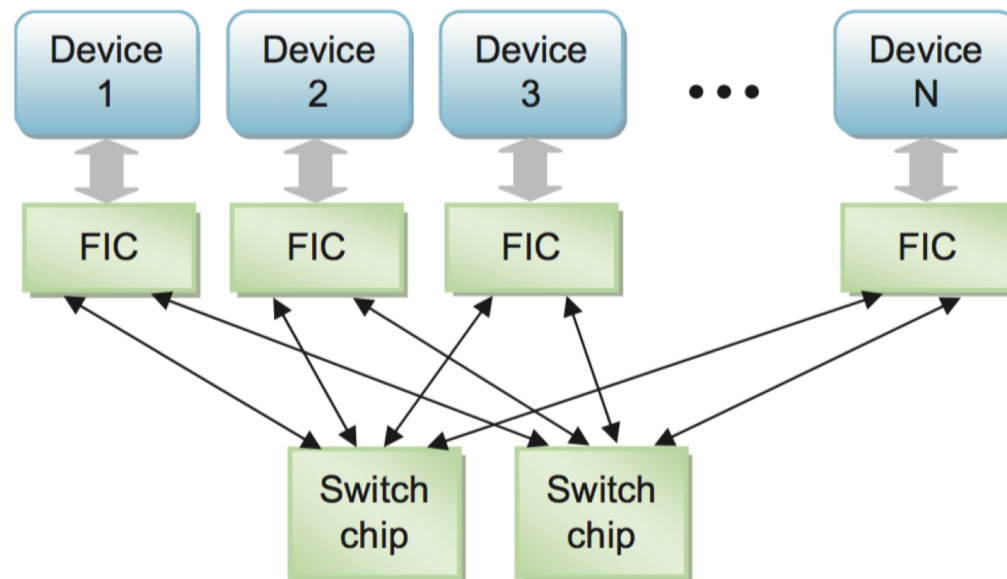 Device
1
Device
2
Device
3
•••
Device
N
FIC
FIC
FIC
FIC
Switch
chip
Switch
chip